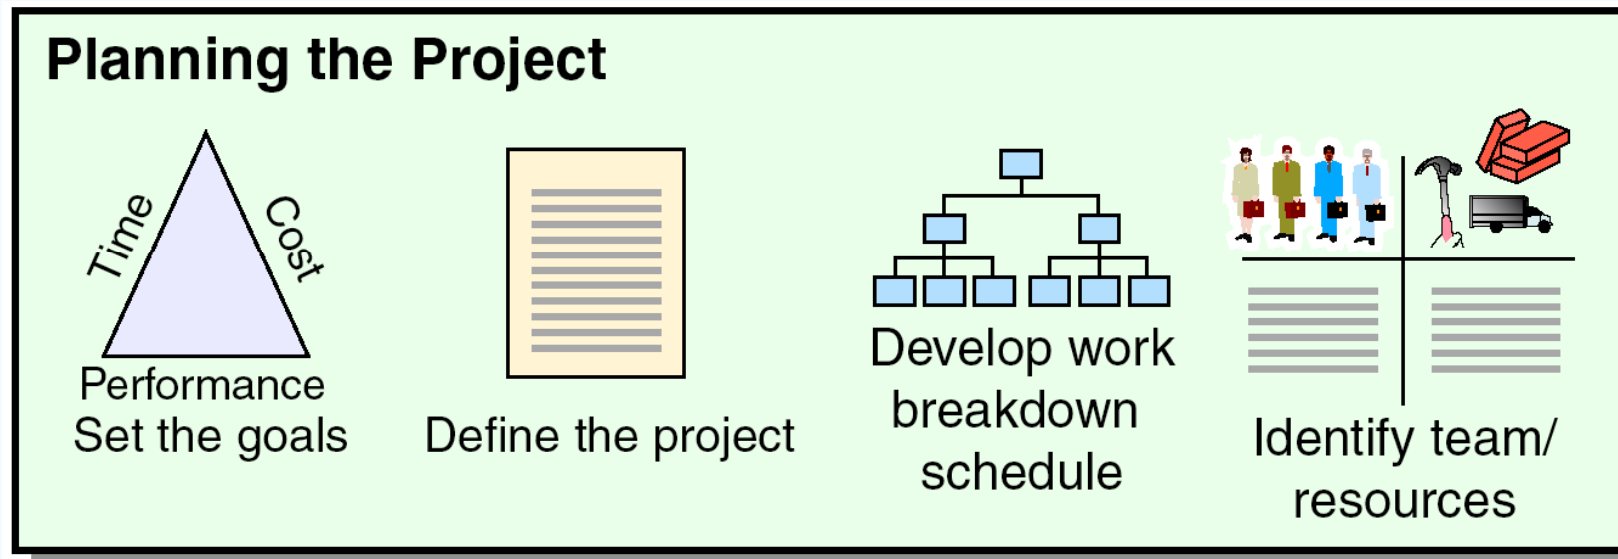 Planning the Project
Time
Cost
Performance
Set the goals
Define the project
Develop work
breakdown
schedule
Identify team/
resources